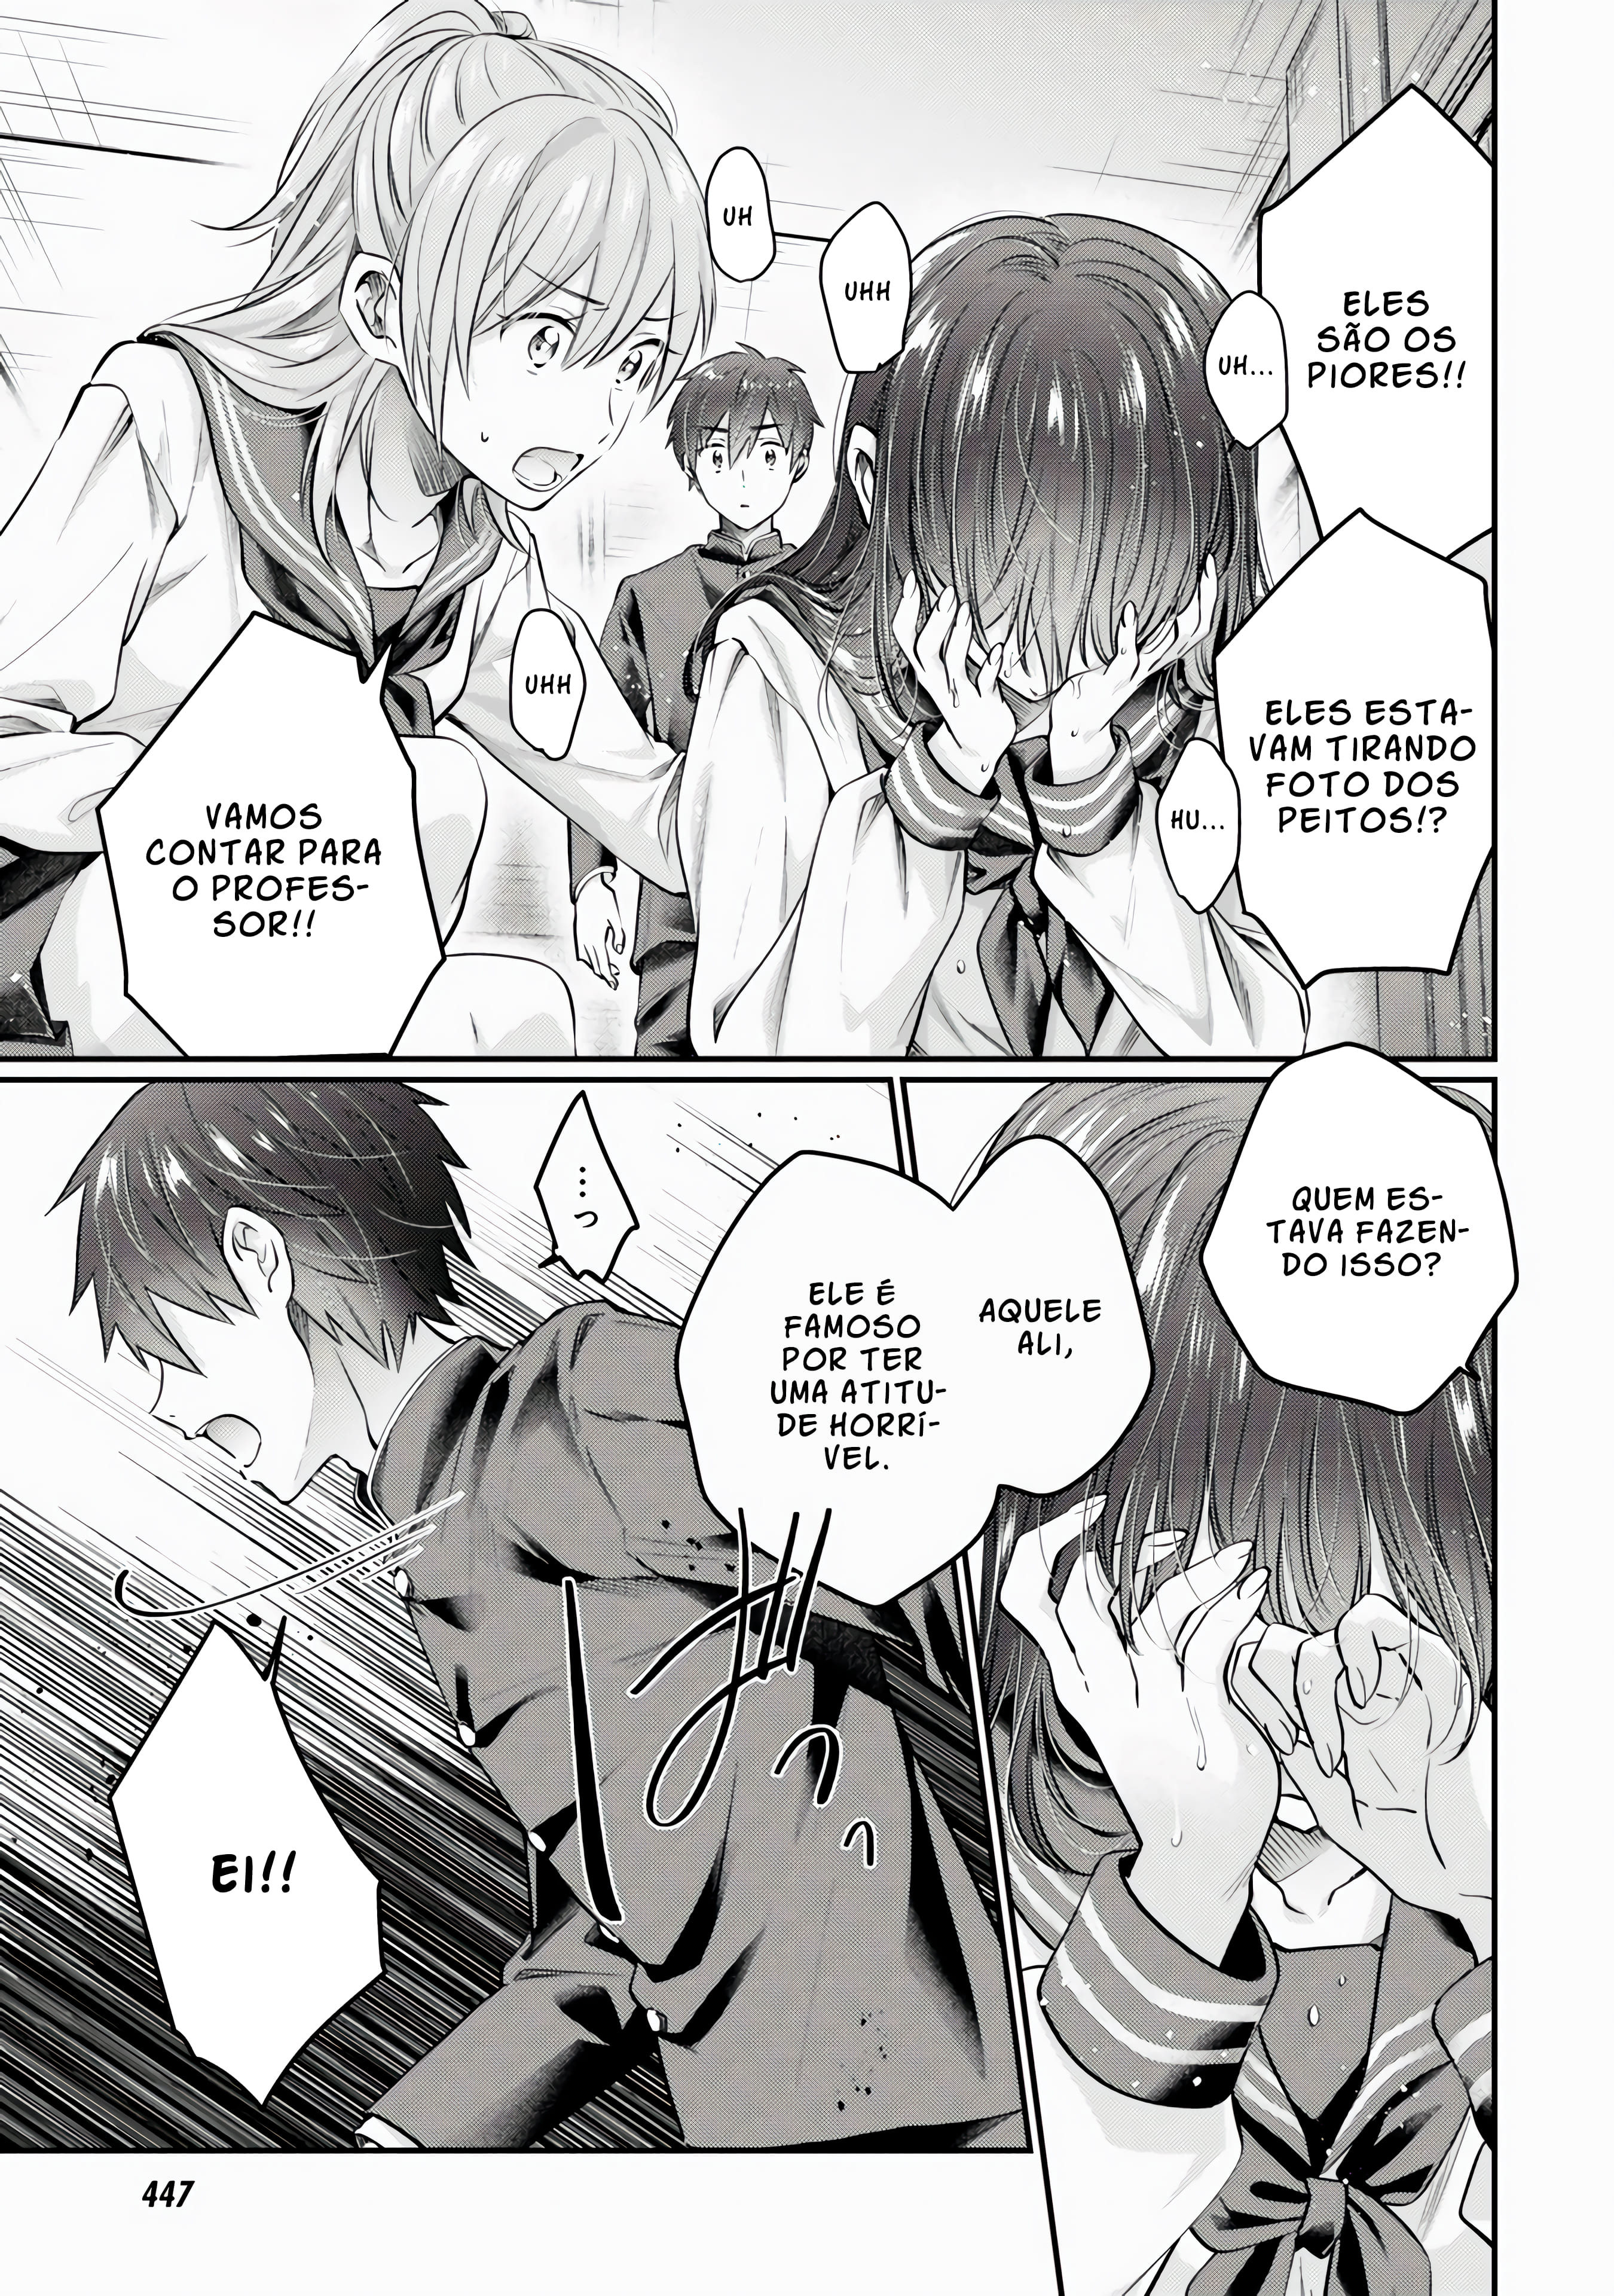 ELES
SÃO OS
PIORES!!
UH...
UHH
UH
ELES ESTA-
VAM TIRANDO
FOTO DOS
PEITOS!?
HU...
UHH
VAMOS
CONTAR PARA
O PROFES-
SOR!!
QUEM ES-
TAVA FAZEN-
DO ISSO?
AQUELE
ALI,
ELE É
FAMOSO
POR TER
UMA ATITU-
DE HORRÍ-
VEL.
…っ
EI!!
447